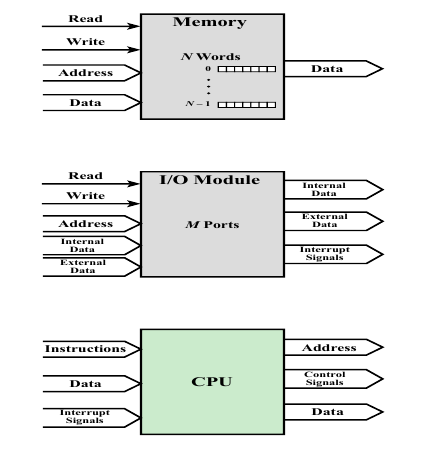 Read
Memory
Write
N Words
Address
0
Data
Data
N – 1
Read
I/O Module
Internal
Data
Write
Address
M Ports
External
Data
Internal
Data
Interrupt
Signals
External
Data
Instructions
Address
Data
CPU
Control
Signals
Interrupt
Signals
Data